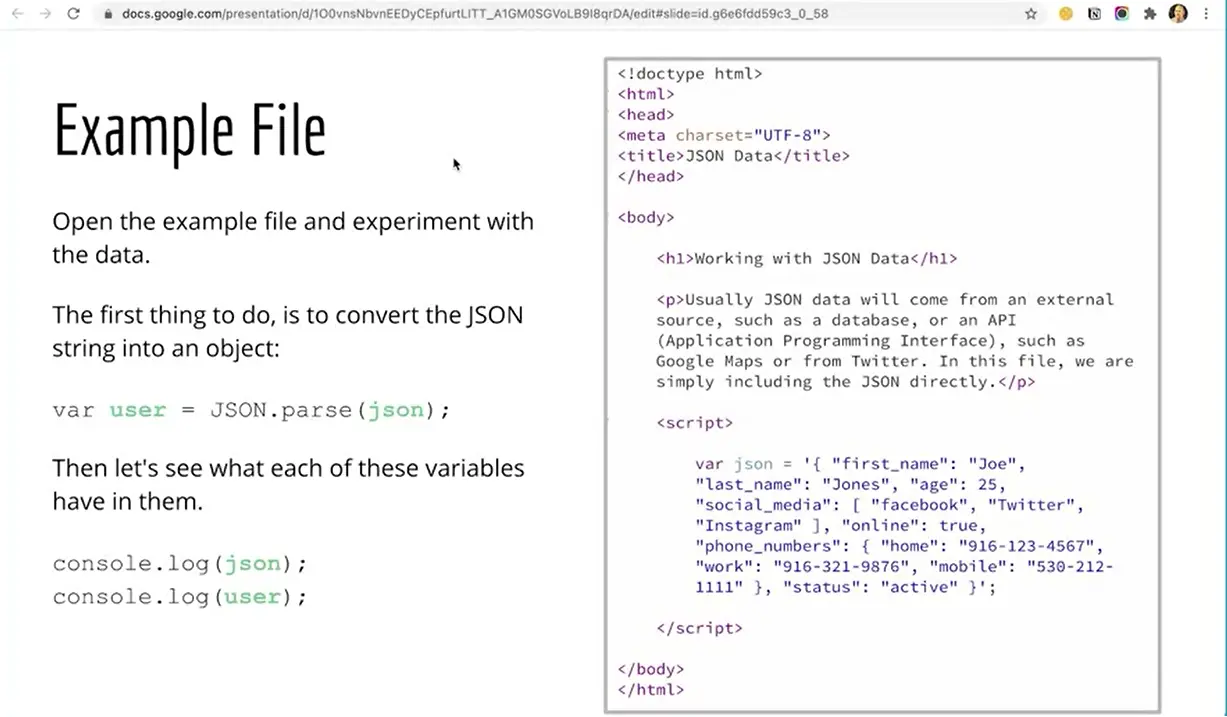 docs.google.com/presentation/d/1O0vnsNbvnEEDyCEpfurtLITT_A1GM0SGVoLB9I8qrDA/edit#slide=id.g6e6fdd59c3_0_58
Example File
Open the example file and experiment with
the data.
The first thing to do, is to convert the JSON
string into an object:
var user = JSON.parse(json);
Then let's see what each of these variables
have in them.
console.log(json);
console.log(user);
<!doctype html>
<html>
<head>
<meta charset="UTF-8">
<title>JSON Data</title>
</head>
<body>
<h1>Working with JSON Data</h1>
<p>Usually JSON data will come from an external
source, such as a database, or an API
(Application Programming Interface), such as
Google Maps or from Twitter. In this file, we are
simply including the JSON directly.</p>
<script>
var json = '{ "first_name": "Joe",
"last_name": "Jones", "age": 25,
"social_media": [ "facebook", "Twitter",
"Instagram" ], "online": true,
"phone_numbers": { "home": "916-123-4567",
"work": "916-321-9876", "mobile": "530-212-
1111" }, "status": "active" }';
</script>
</body>
</html>